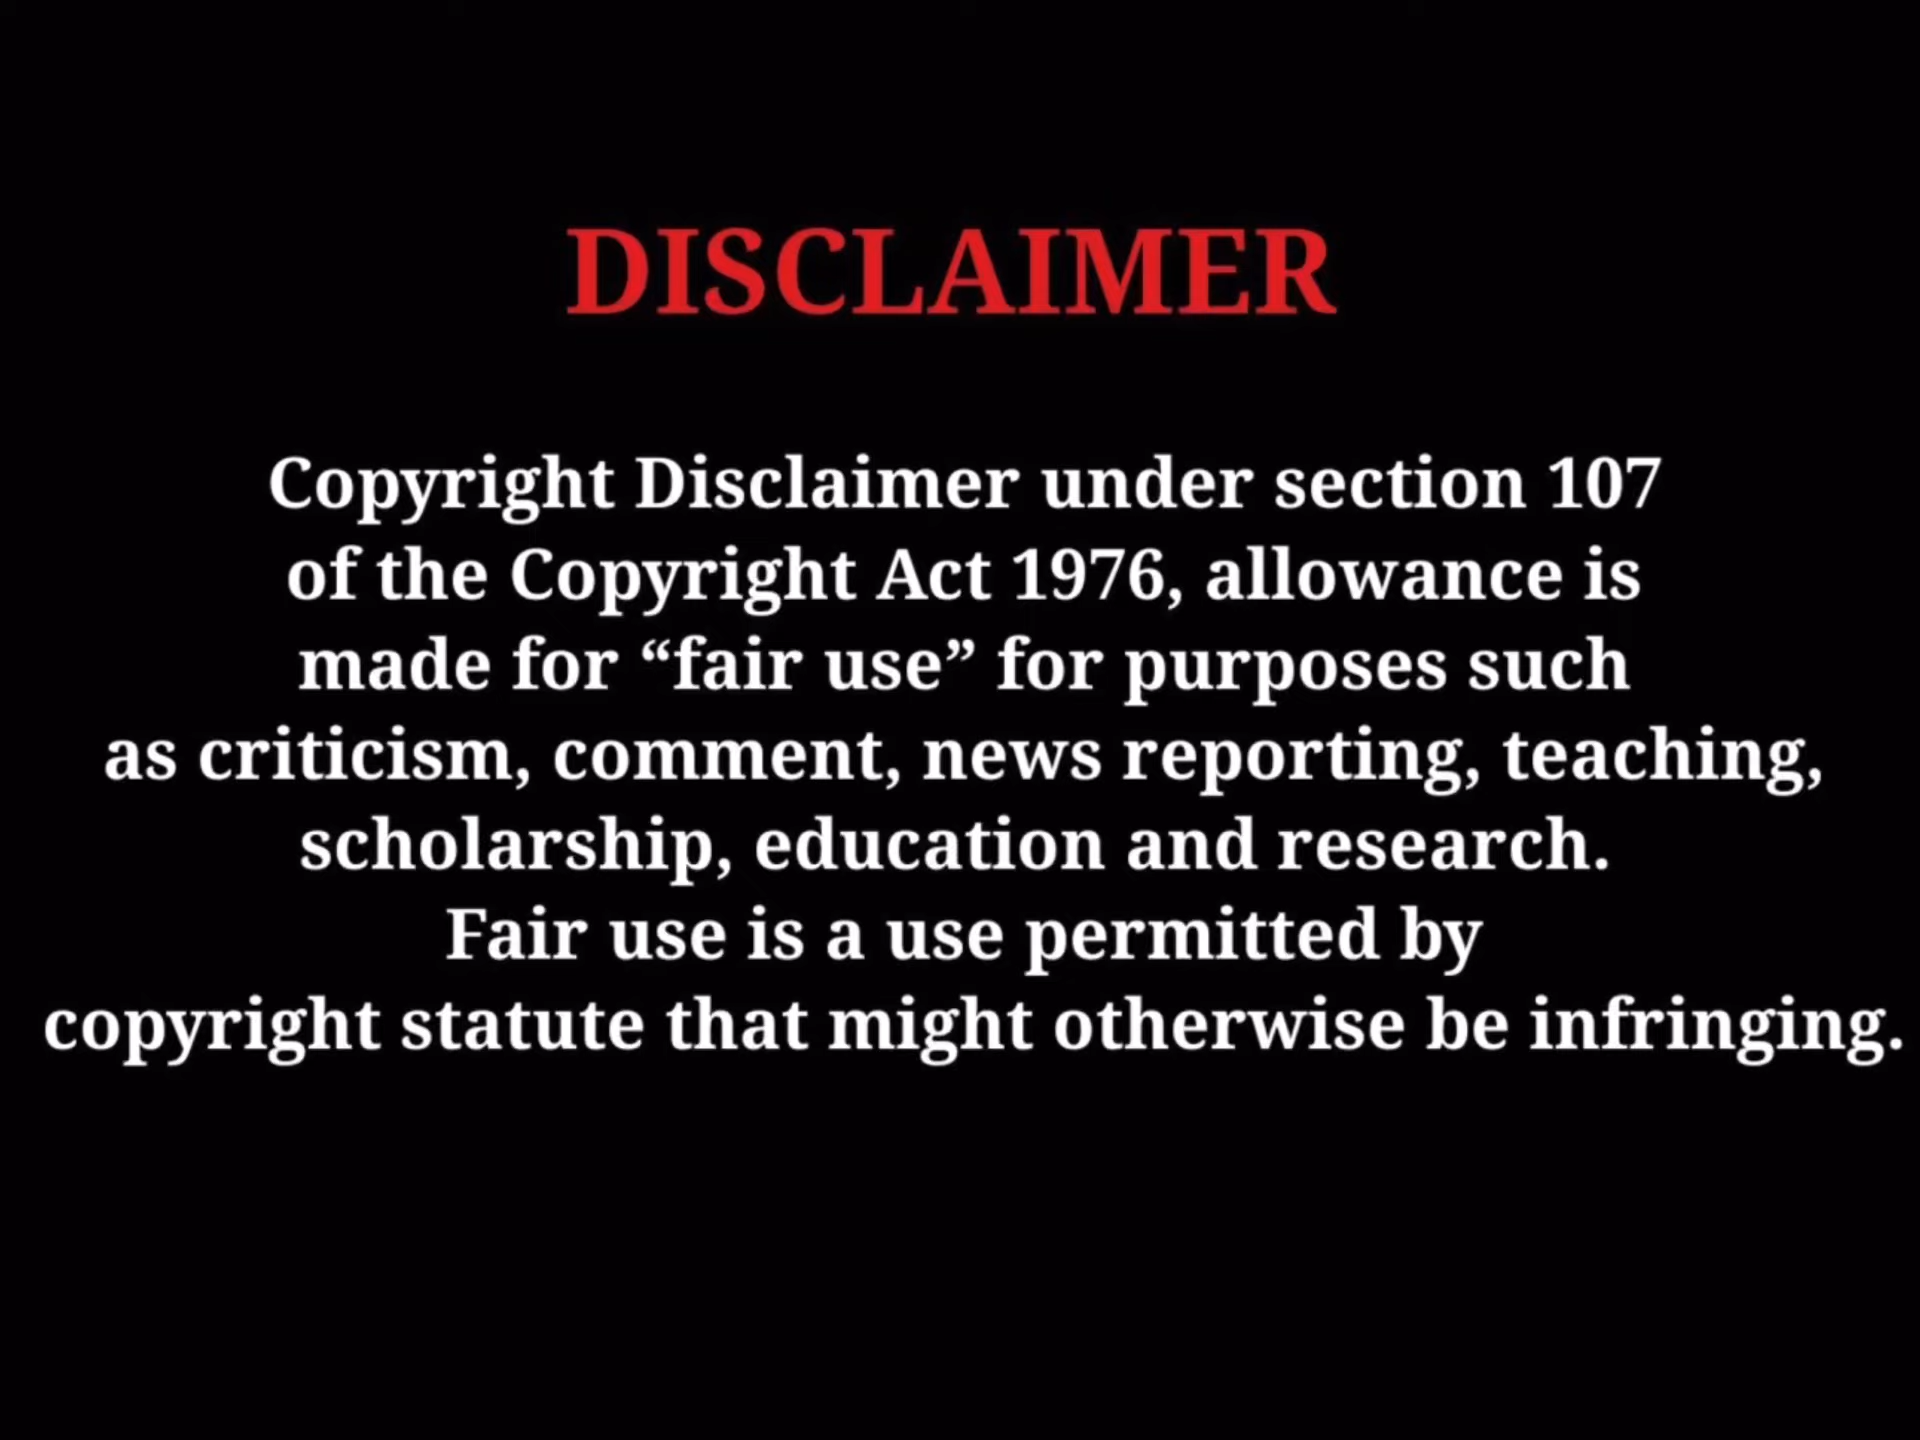 DISCLAIMER
Copyright Disclaimer under section 107
of the Copyright Act 1976, allowance is
made for “fair use” for purposes such
as criticism, comment, news reporting, teaching,
scholarship, education and research.
Fair use is a use permitted by
copyright statute that might otherwise be infringing.